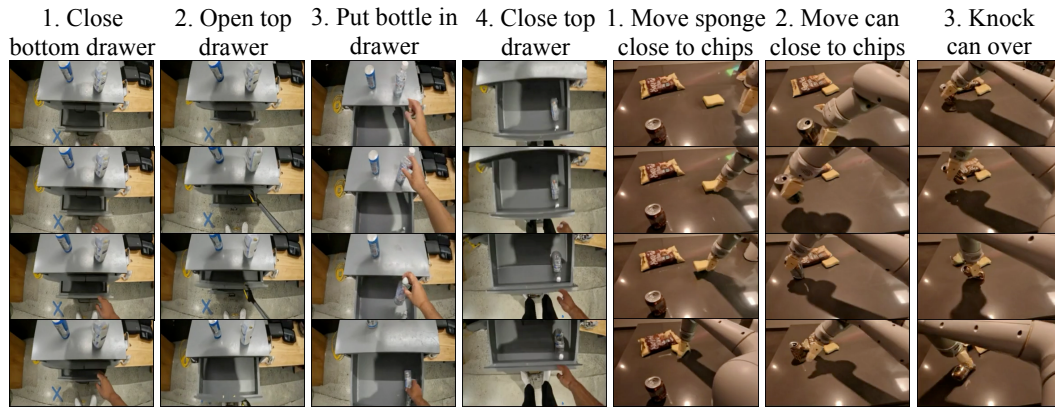 1. Close
bottom drawer
2. Open top
drawer
3. Put bottle in
drawer
4. Close top
drawer
1. Move sponge
close to chips
2. Move can
close to chips
3. Knock
can over